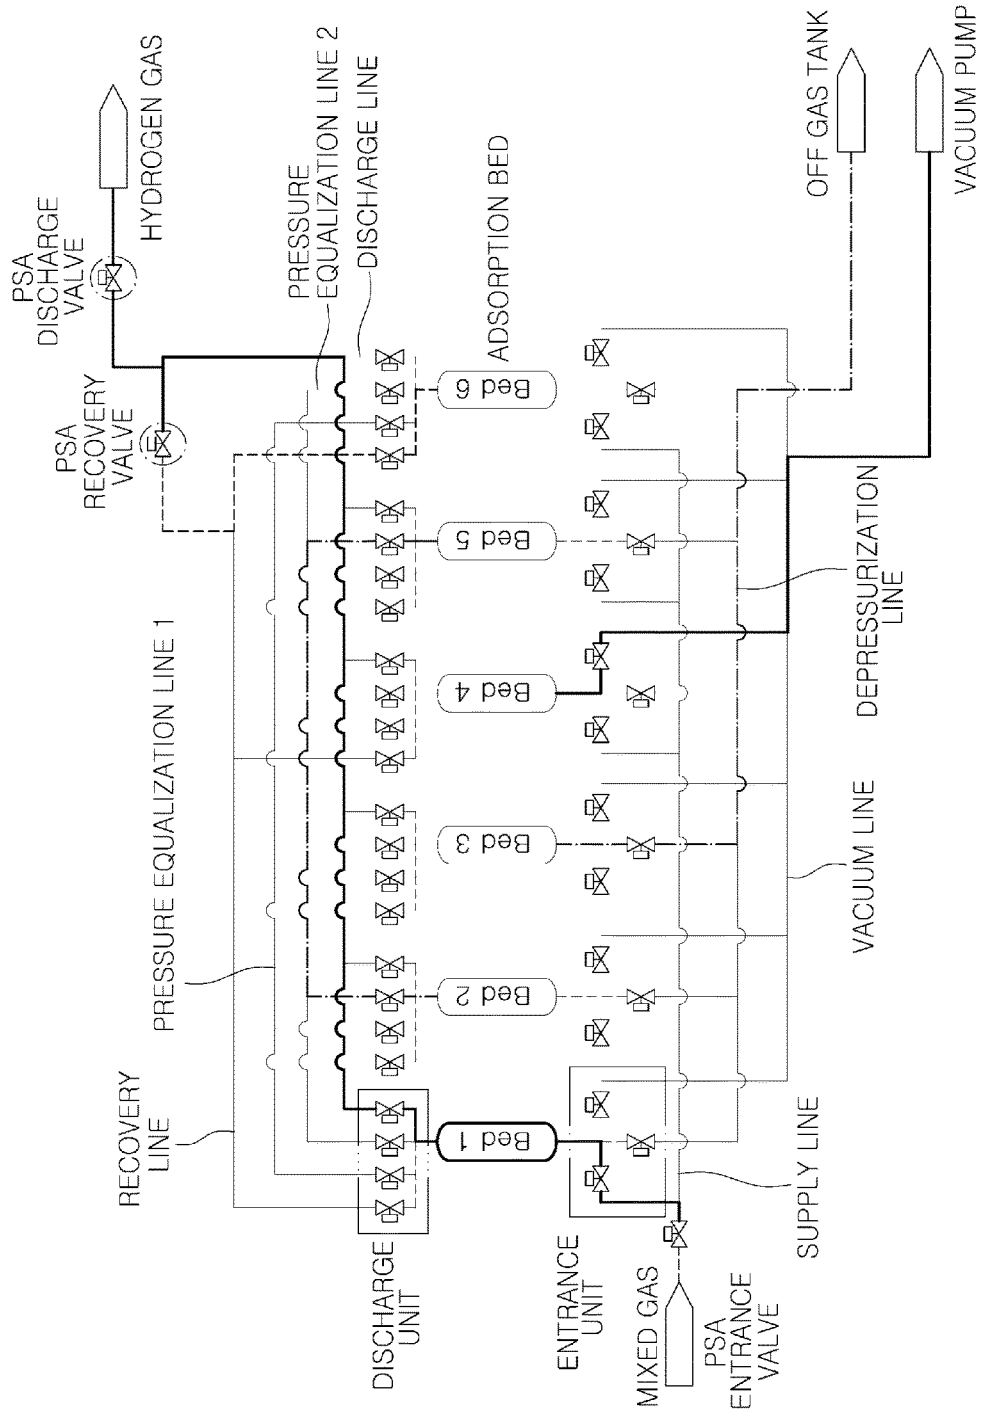 PSA
DISCHARGE
VALVE
HYDROGEN GAS
PSA
RECOVERY
VALVE
PRESSURE
EQUALIZATION LINE 2
DISCHARGE LINE
ADSORPTION BED
OFF GAS TANK
VACUUM PUMP
PRESSURE EQUALIZATION LINE 1
RECOVERY
LINE
Bed 1
Bed 2
Bed 3
Bed 4
Bed 5
Bed 6
DEPRESSURIZATION
LINE
VACUUM LINE
SUPPLY LINE
DISCHARGE
UNIT
ENTRANCE
UNIT
MIXED GAS
PSA
ENTRANCE
VALVE